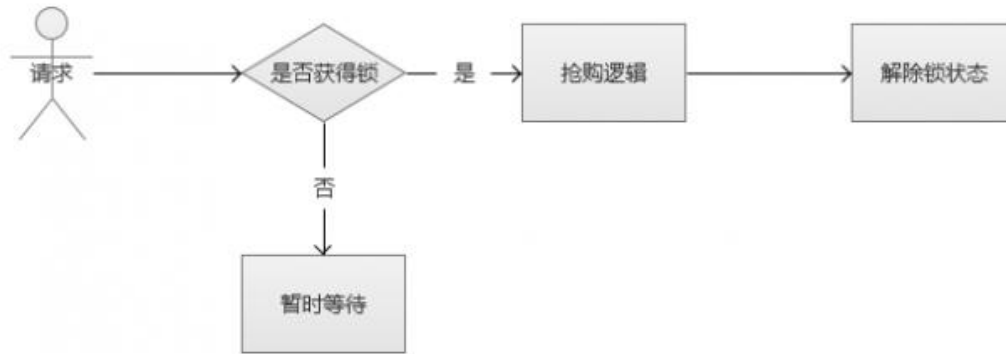 请求
是否获得锁
是
抢购逻辑
解除锁状态
否
暂时等待